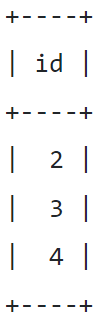 +----+
| id |
+----+
|  2 |
|  3 |
|  4 |
+----+